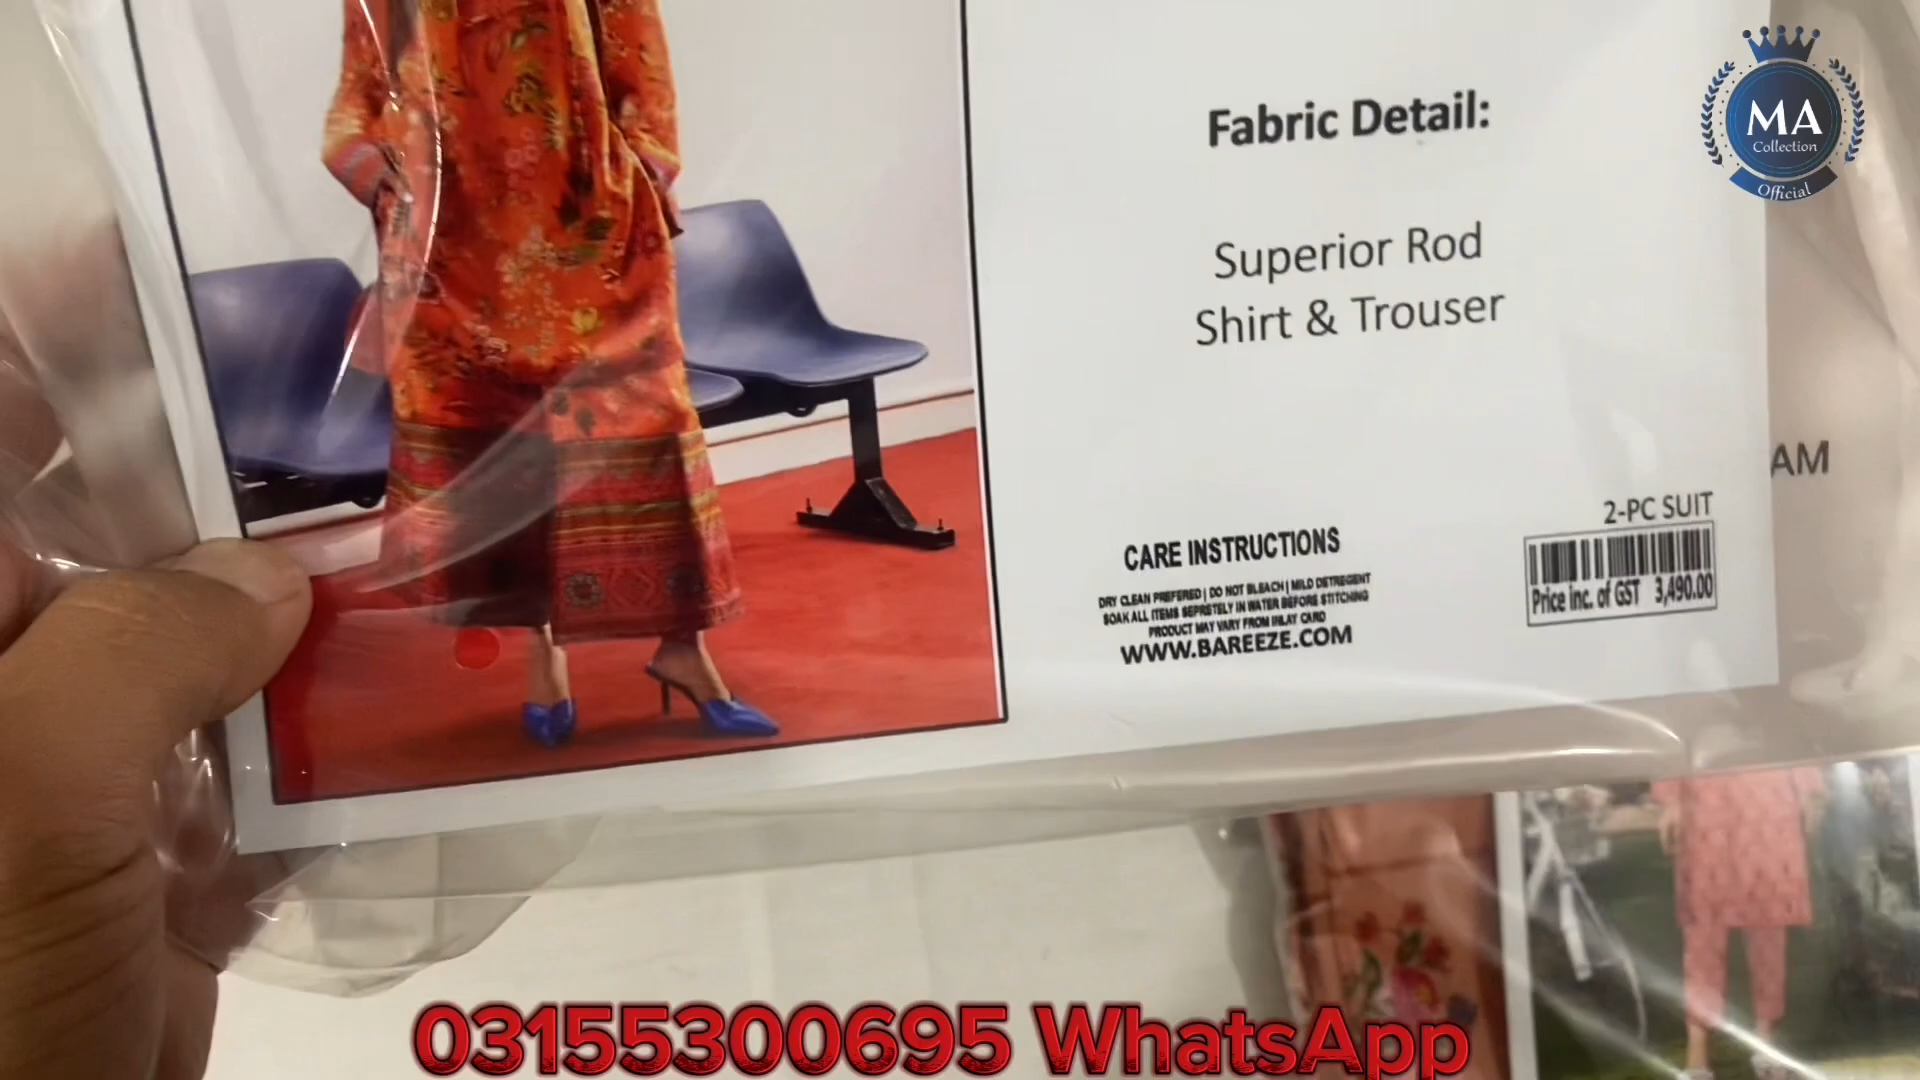 MA
Collection
Official
Fabric Detail:
Superior Rod
Shirt & Trouser
AM
2-PC SUIT
Price inc. of GST 3,490.00
CARE INSTRUCTIONS
DRY CLEAN PREFERED | DO NOT BLEACH | MILD DETREGENT
SOAK ALL ITEMS SEPRETELY IN WATER BEFORE STITCHING
PRODUCT MAY VARY FROM INLAY CARD
WWW.BAREEZE.COM
03155300695 WhatsApp